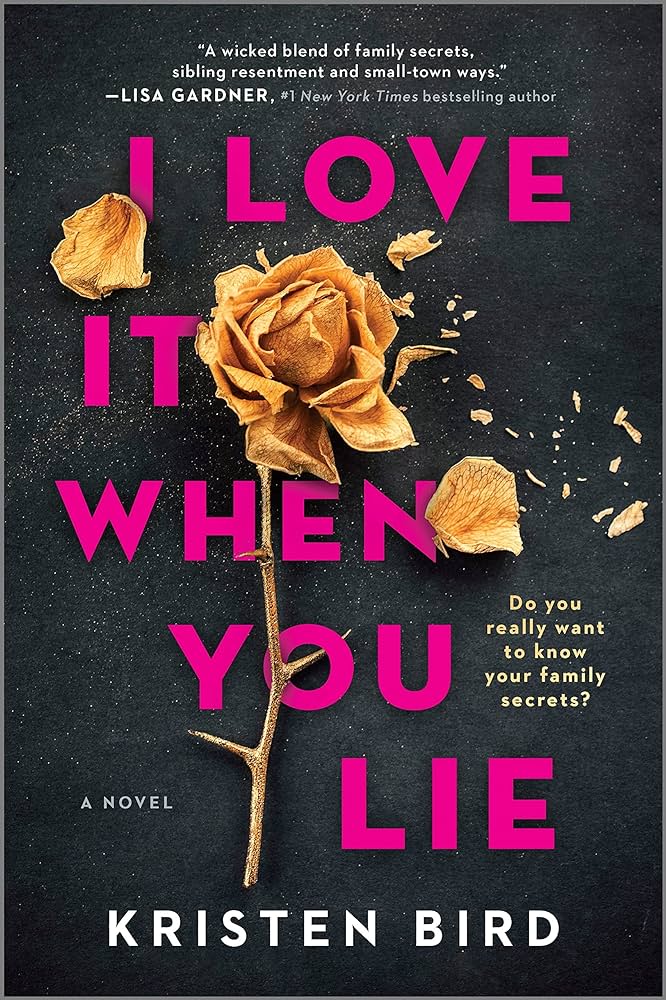 “A wicked blend of family secrets,
sibling resentment and small-town ways.”
—LISA GARDNER, #1 New York Times bestselling author
I LOVE
IT
WHEN
YOU
LIE
Do you
really want
to know
your family
secrets?
A NOVEL
KRISTEN BIRD